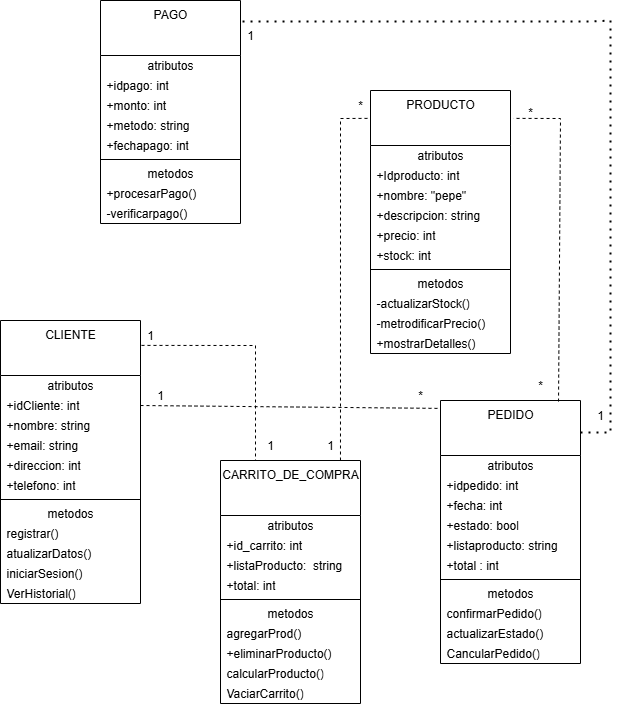 PAGO
atributos
+idpago: int
+monto: int
+metodo: string
+fechapago: int
metodos
+procesarPago()
-verificarpago()
1
*
PRODUCTO
*
atributos
+Idproducto: int
+nombre: "pepe"
+descripcion: string
+precio: int
+stock: int
metodos
-actualizarStock()
-metrodificarPrecio()
+mostrarDetalles()
CLIENTE
1
atributos
+idCliente: int
+nombre: string
+email: string
+direccion: int
+telefono: int
metodos
registrar()
atualizarDatos()
iniciarSesion()
VerHistorial()
1
*
*
1
1
1
CARRITO_DE_COMPRA
atributos
+id_carrito: int
+listaProducto:  string
+total: int
metodos
agregarProd()
+eliminarProducto()
calcularProducto()
VaciarCarrito()
PEDIDO
atributos
+idpedido: int
+fecha: int
+estado: bool
+listaproducto: string
+total : int
metodos
confirmarPedido()
actualizarEstado()
CancularPedido()